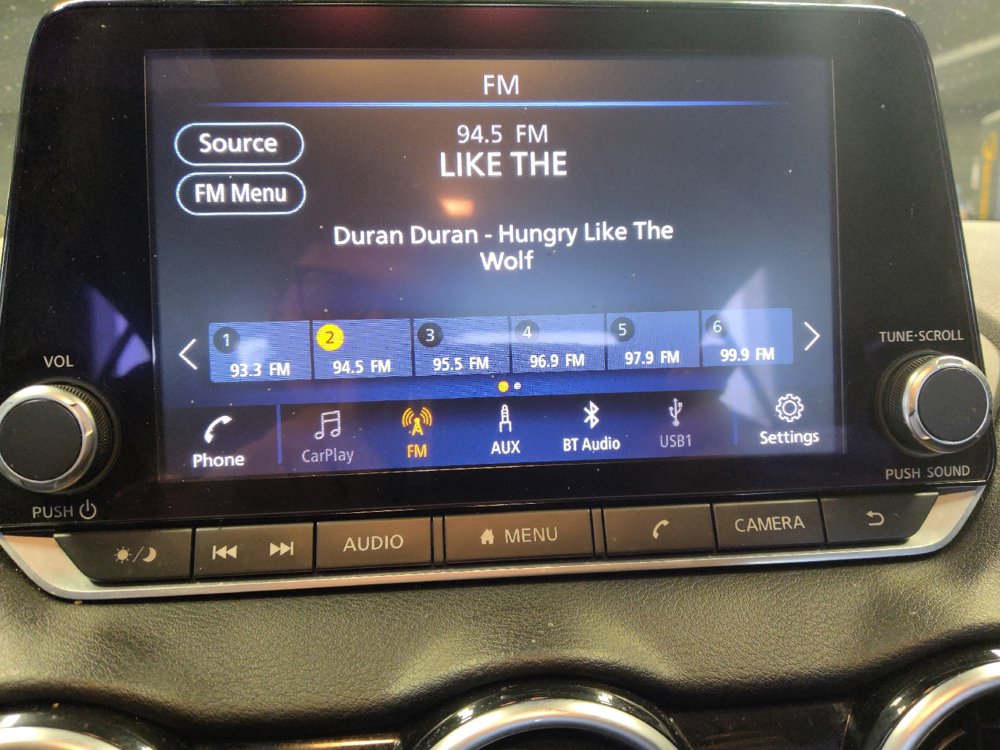 FM
Source
94.5 FM
LIKE THE
FM Menu
Duran Duran - Hungry Like The
Wolf
1
2
3
4
5
6
93.3 FM
94.5 FM
95.5 FM
96.9 FM
97.9 FM
99.9 FM
VOL
TUNE·SCROLL
Phone
CarPlay
FM
AUX
BT Audio
USB1
Settings
PUSH
PUSH SOUND
AUDIO
MENU
CAMERA